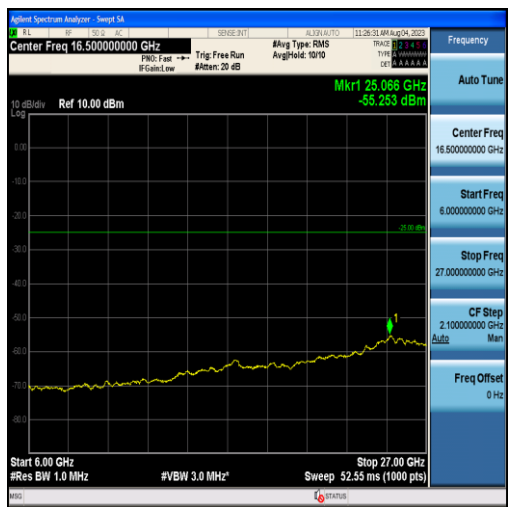 Agilent Spectrum Analyzer - Swept SA
RL RF 50 Ω AC SENSE:INT ALIGN AUTO 11:26:31 AM Aug 04, 2023
Center Freq 16.500000000 GHz #Avg Type: RMS TRACE 1 2 3 4 5 6
PNO: Fast Trig: Free Run Avg|Hold: 10/10 TYPE A WWWWW
IFGain:Low #Atten: 20 dB DET A A A A A A
Mkr1 25.066 GHz
10 dB/div Ref 10.00 dBm -55.253 dBm
Log
0.00
-10.0
-20.0
-25.00 dBm
-30.0
-40.0
1
-50.0
-60.0
-70.0
-80.0
Start 6.00 GHz Stop 27.00 GHz
#Res BW 1.0 MHz #VBW 3.0 MHz* Sweep 52.55 ms (1000 pts)
MSG STATUS
Frequency
Auto Tune
Center Freq
16.500000000 GHz
Start Freq
6.000000000 GHz
Stop Freq
27.000000000 GHz
CF Step
2.100000000 GHz
Auto Man
Freq Offset
0 Hz